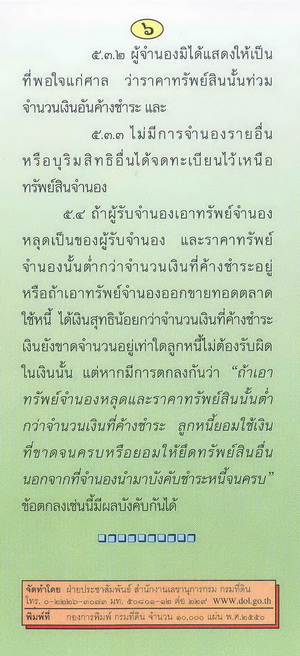 ๖
๕.๓.๒ ผู้จำนองมิได้แสดงให้เป็น
ที่พอใจแก่ศาล ว่าราคาทรัพย์สินนั้นท่วม
จำนวนเงินอันค้างชำระ และ
๕.๓.๓ ไม่มีการจำนองรายอื่น
หรือบุริมสิทธิอื่นได้จดทะเบียนไว้เหนือ
ทรัพย์สินจำนอง
๕.๔ ถ้าผู้รับจำนองเอาทรัพย์จำนอง
หลุดเป็นของผู้รับจำนอง และราคาทรัพย์
จำนองนั้นต่ำกว่าจำนวนเงินที่ค้างชำระอยู่
หรือถ้าเอาทรัพย์จำนองออกขายทอดตลาด
ใช้หนี้ ได้เงินสุทธิน้อยกว่าจำนวนเงินที่ค้างชำระ
เงินยังขาดจำนวนอยู่เท่าใดลูกหนี้ไม่ต้องรับผิด
ในเงินนั้น แต่หากมีการตกลงกันว่า “ถ้าเอา
ทรัพย์จำนองหลุดและราคาทรัพย์สินนั้นต่ำ
กว่าจำนวนเงินที่ค้างชำระ ลูกหนี้ยอมใช้เงิน
ที่ขาดจนครบหรือยอมให้ยึดทรัพย์สินอื่น
นอกจากที่จำนองนำมาบังคับชำระหนี้จนครบ”
ข้อตกลงเช่นนี้มีผลบังคับกันได้
จัดทำโดย ฝ่ายประชาสัมพันธ์ สำนักงานเลขานุการกรม กรมที่ดิน
โทร. ๐-๒๒๒๖-๓๐๘๓ มท. ๕๐๘๐๑-๑๒ ต่อ ๒๒๙ www.dol.go.th
พิมพ์ที่ กองการพิมพ์ กรมที่ดิน จำนวน ๑๐,๐๐๐ แผ่น พ.ศ.๒๕๕๐